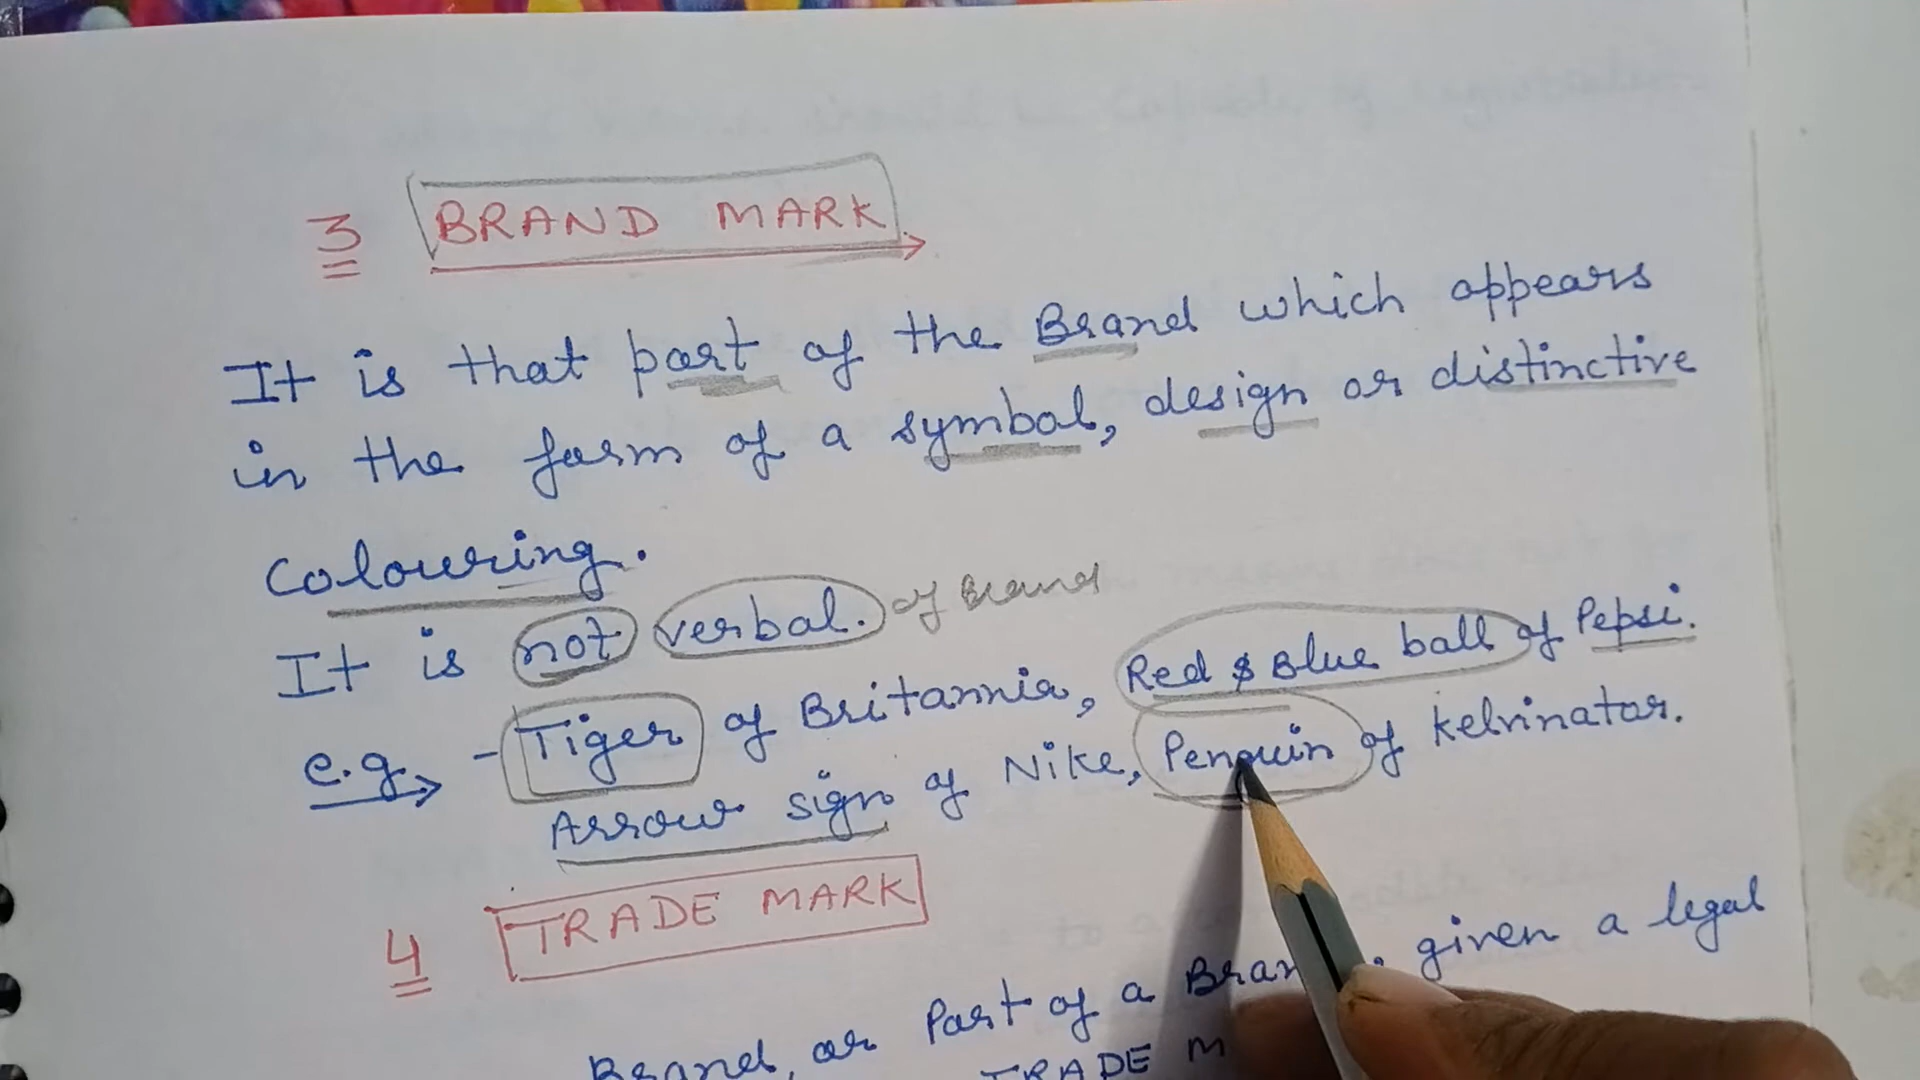 3 BRAND MARK
It is that part of the Brand which appears
in the form of a symbol, design or distinctive
Colouring.
It is not verbal. of Brand
e.g. - Tiger of Britannia, Red & Blue ball of Pepsi.
Arrow sign of Nike, Penguin of Kelvinator.
4 TRADE MARK
Brand, or Part of a given a legal
TRADE